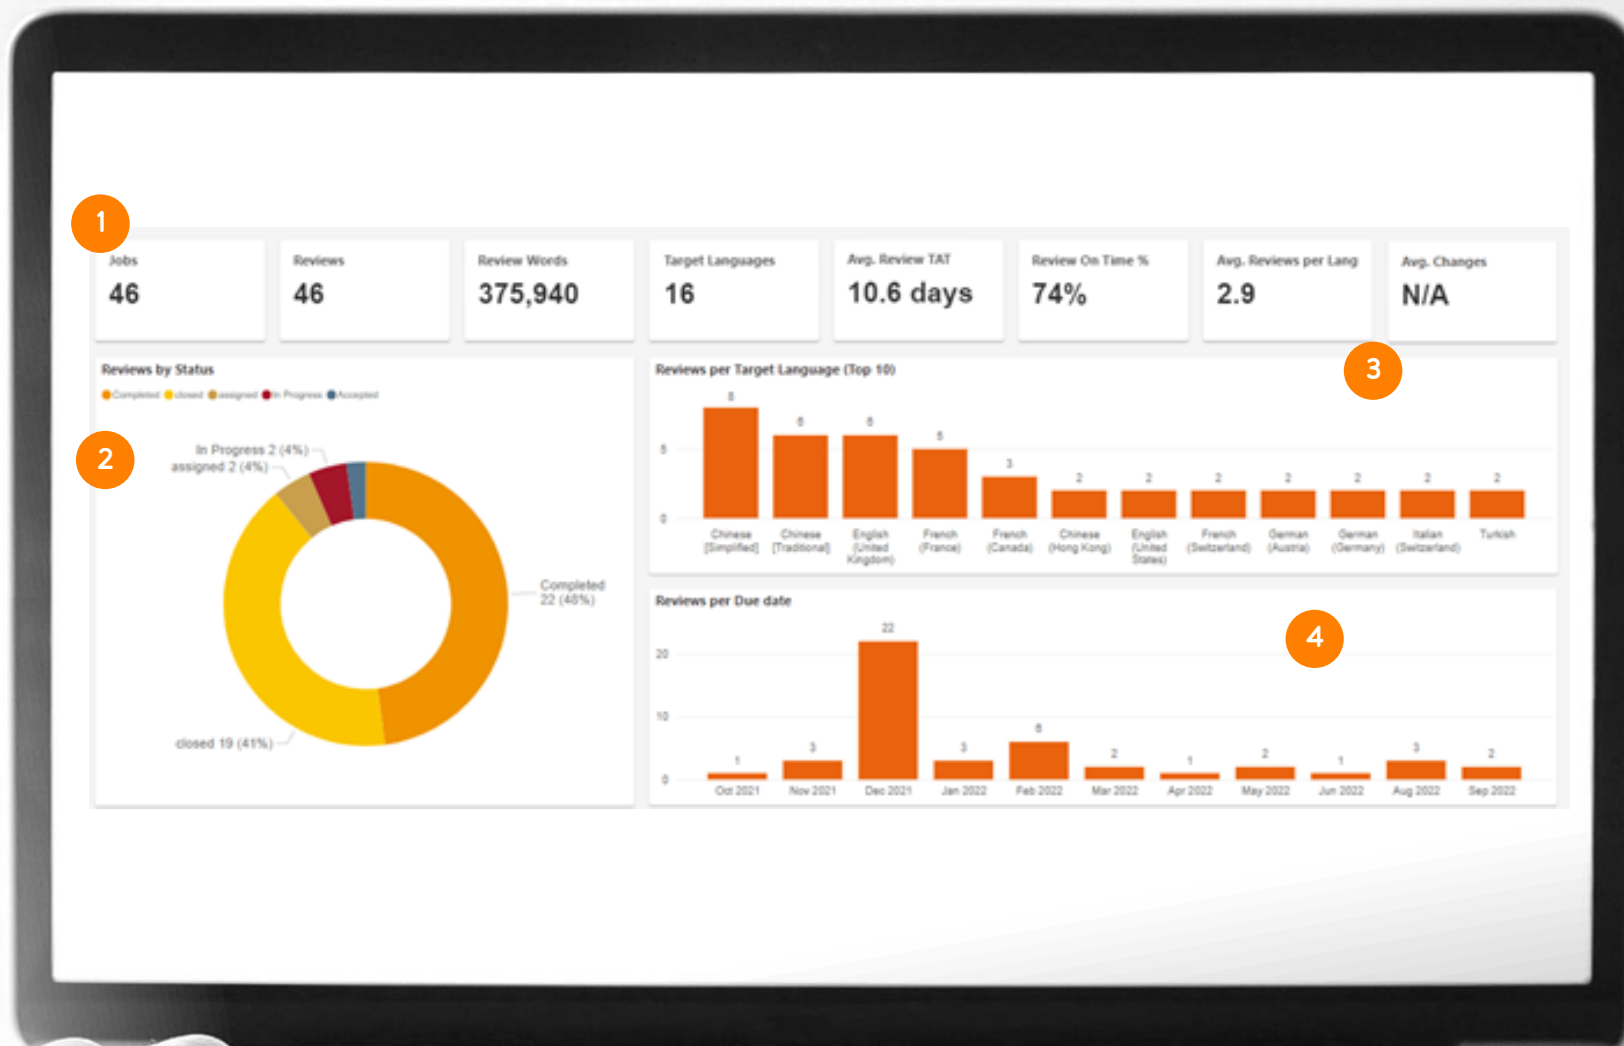 1
Jobs
46
Reviews
46
Review Words
375,940
Target Languages
16
Avg. Review TAT
10.6 days
Review On Time %
74%
Avg. Reviews per Lang
2.9
Avg. Changes
N/A
Reviews by Status
Completed closed assigned In Progress Accepted
2
In Progress 2 (4%)
assigned 2 (4%)
Completed
22 (48%)
closed 19 (41%)
Reviews per Target Language (Top 10)
3
8
6
6
5
3
2
2
2
2
2
2
2
5
0
Chinese
[Simplified]
Chinese
[Traditional]
English
(United
Kingdom)
French
(France)
French
(Canada)
Chinese
(Hong Kong)
English
(United
States)
French
(Switzerland)
German
(Austria)
German
(Germany)
Italian
(Switzerland)
Turkish
Reviews per Due date
4
20
10
0
1
3
22
3
6
2
1
2
1
3
2
Oct 2021
Nov 2021
Dec 2021
Jan 2022
Feb 2022
Mar 2022
Apr 2022
May 2022
Jun 2022
Aug 2022
Sep 2022